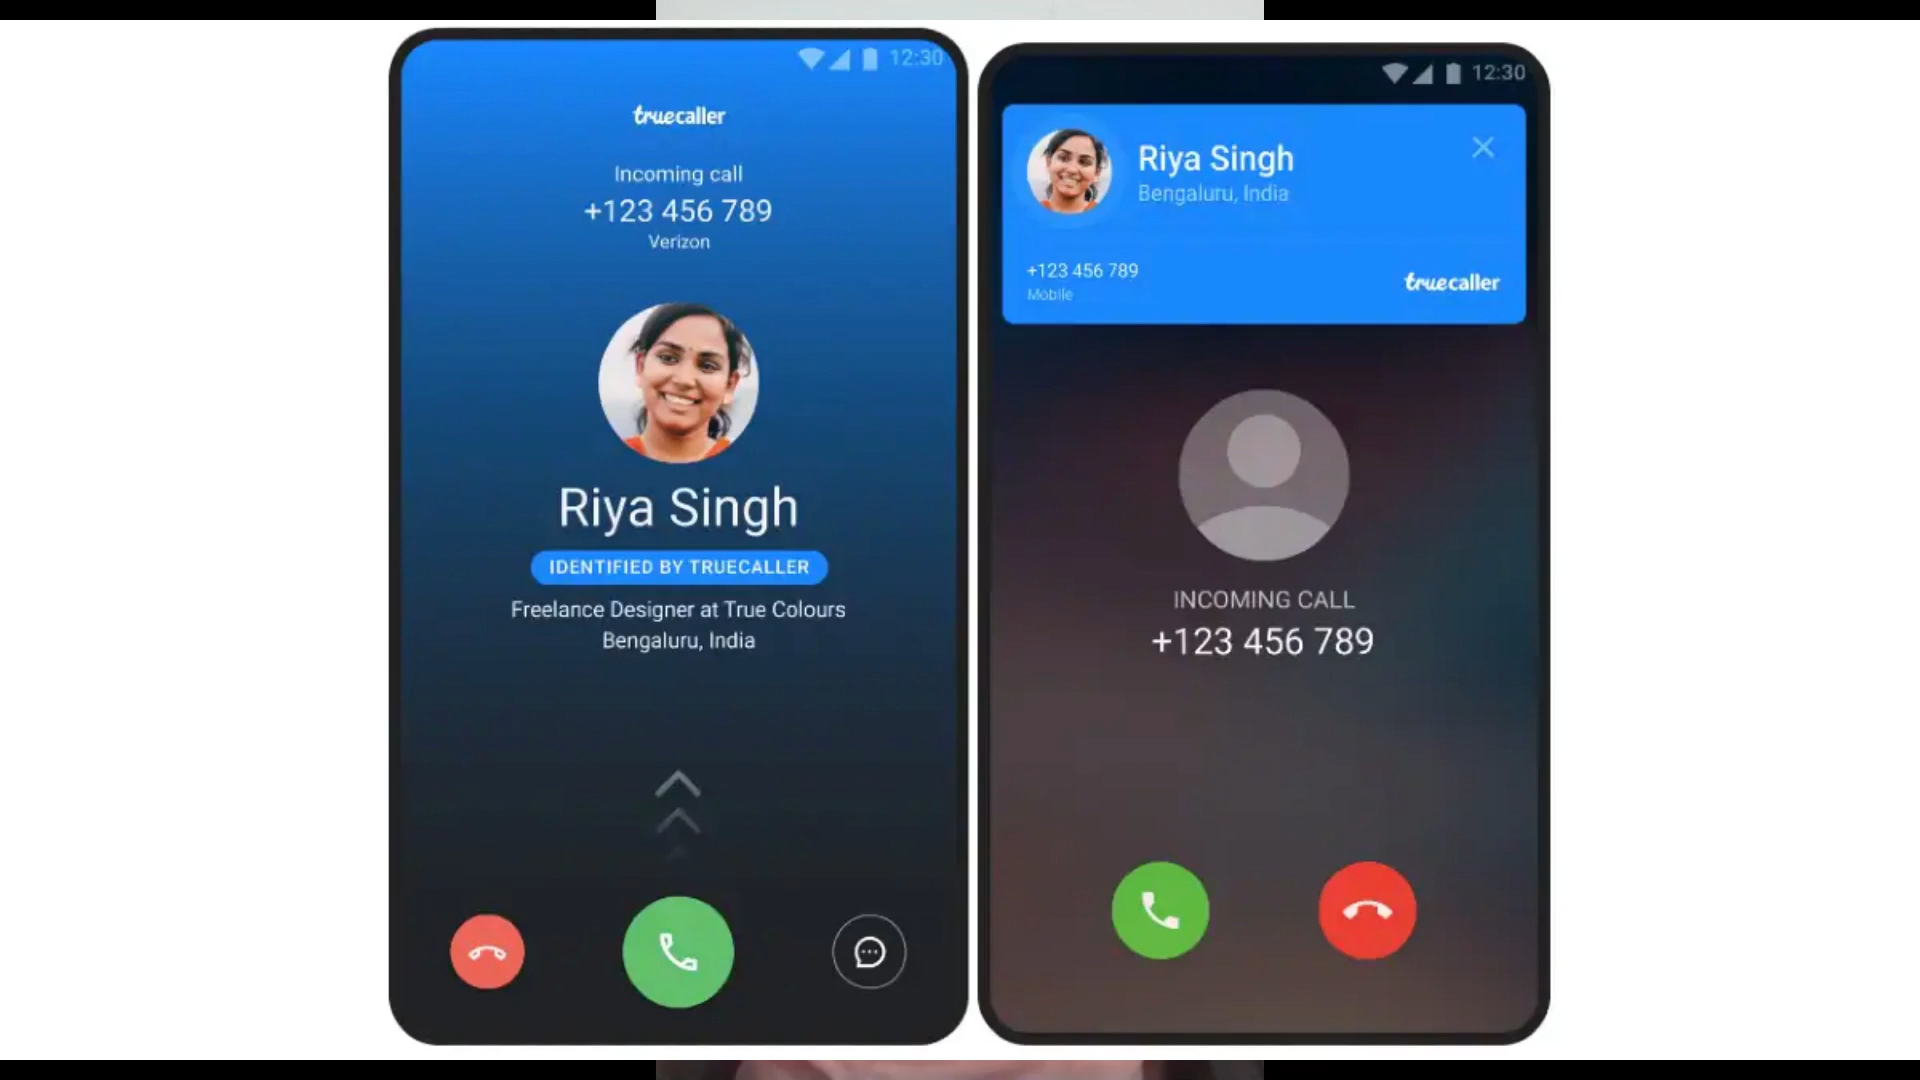 12:30
truecaller
Incoming call
+123 456 789
Verizon
Riya Singh
IDENTIFIED BY TRUECALLER
Freelance Designer at True Colours
Bengaluru, India
12:30
Riya Singh
Bengaluru, India
+123 456 789
Mobile
truecaller
INCOMING CALL
+123 456 789